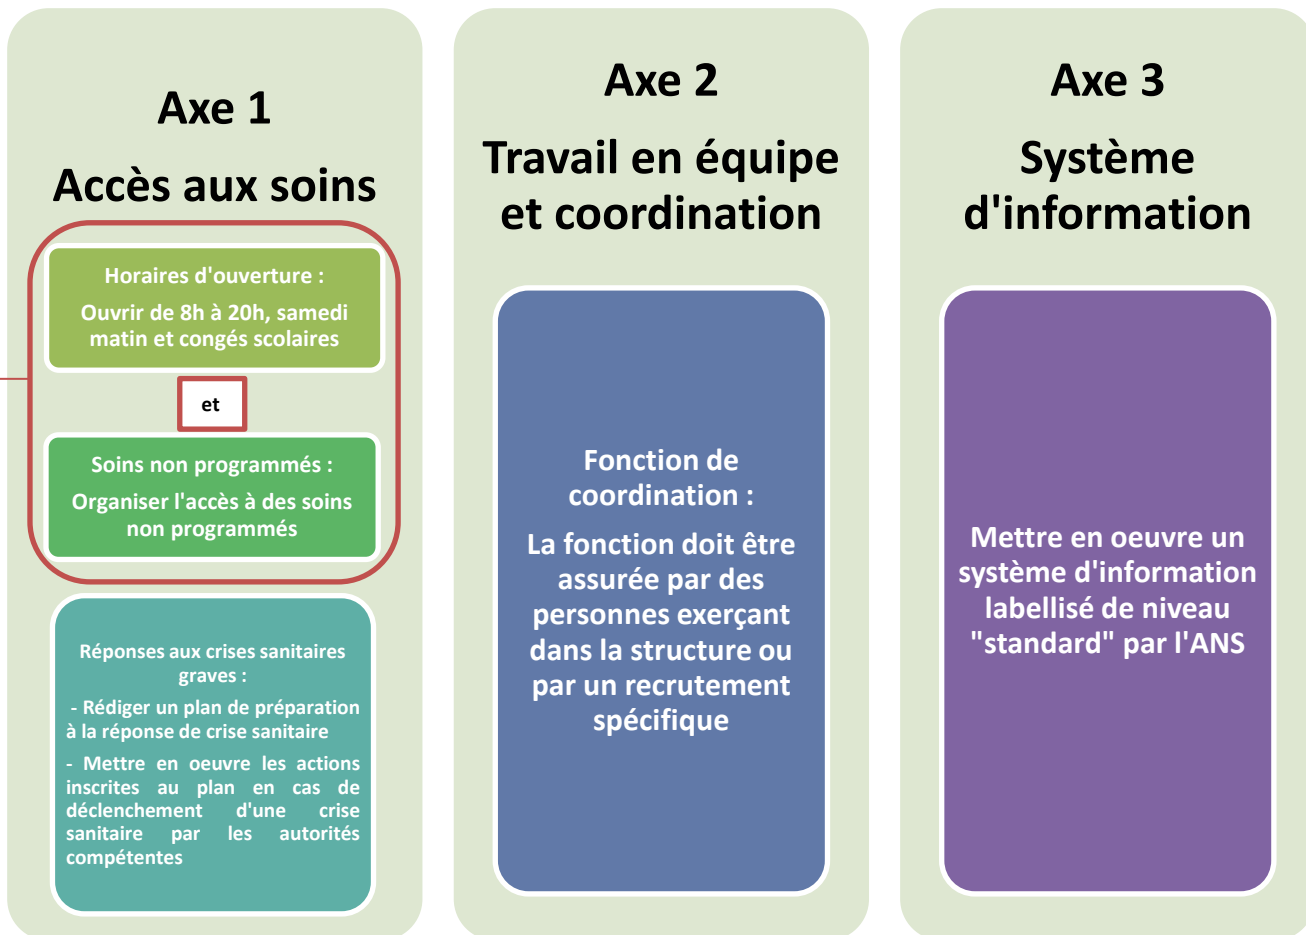 Axe 1
Accès aux soins
Horaires d'ouverture :
Ouvrir de 8h à 20h, samedi
matin et congés scolaires
et
Soins non programmés :
Organiser l'accès à des soins
non programmés
Réponses aux crises sanitaires
graves :
- Rédiger un plan de préparation
à la réponse de crise sanitaire
- Mettre en oeuvre les actions
inscrites au plan en cas de
déclenchement d'une crise
sanitaire par les autorités
compétentes
Axe 2
Travail en équipe
et coordination
Fonction de
coordination :
La fonction doit être
assurée par des
personnes exerçant
dans la structure ou
par un recrutement
spécifique
Axe 3
Système
d'information
Mettre en oeuvre un
système d'information
labellisé de niveau
"standard" par l'ANS